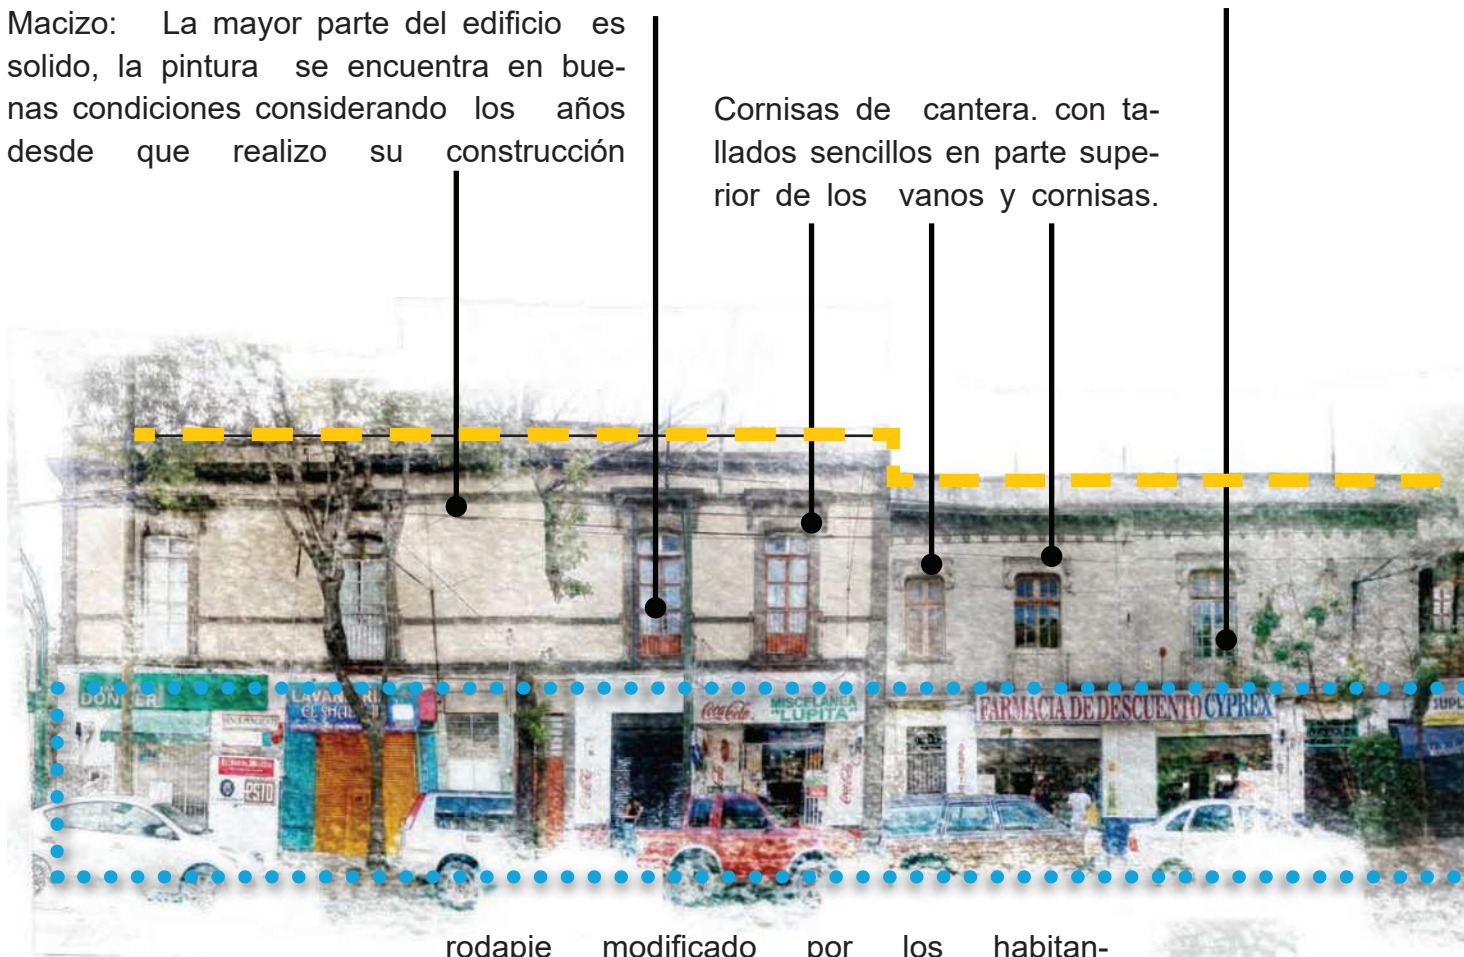 Macizo: La mayor parte del edificio es
solido, la pintura se encuentra en bue-
nas condiciones considerando los años
desde que realizo su construcción
Cornisas de cantera. con ta-
llados sencillos en parte supe-
rior de los vanos y cornisas.
Coca-Cola
MISCELANEA
"LUPITA"
FARMACIA DE DESCUENTO CYPREX
rodapie modificado por los habitan-